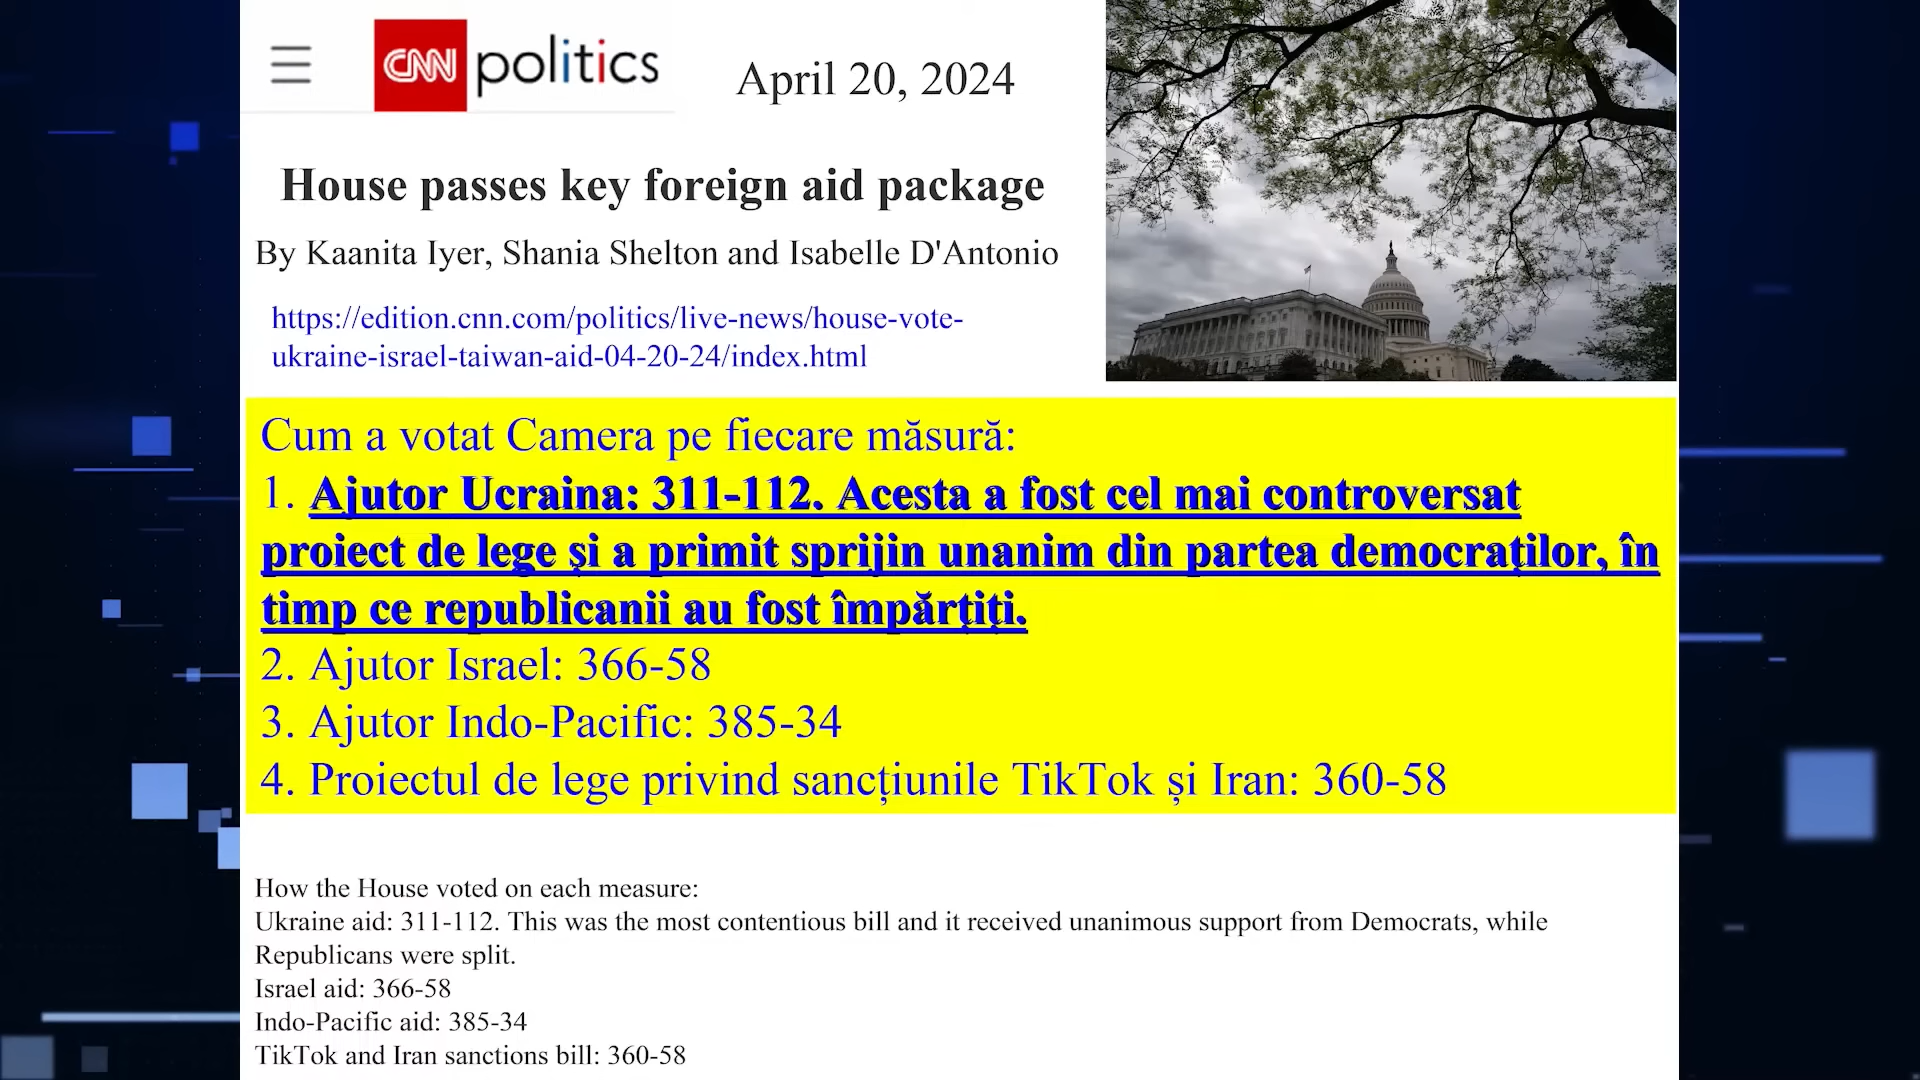 CNN politics
April 20, 2024
House passes key foreign aid package
By Kaanita Iyer, Shania Shelton and Isabelle D'Antonio
https://edition.cnn.com/politics/live-news/house-vote-
ukraine-israel-taiwan-aid-04-20-24/index.html
Cum a votat Camera pe fiecare măsură:
1. Ajutor Ucraina: 311-112. Acesta a fost cel mai controversat
proiect de lege și a primit sprijin unanim din partea democraților, în
timp ce republicanii au fost împărțiți.
2. Ajutor Israel: 366-58
3. Ajutor Indo-Pacific: 385-34
4. Proiectul de lege privind sancțiunile TikTok și Iran: 360-58
How the House voted on each measure:
Ukraine aid: 311-112. This was the most contentious bill and it received unanimous support from Democrats, while
Republicans were split.
Israel aid: 366-58
Indo-Pacific aid: 385-34
TikTok and Iran sanctions bill: 360-58